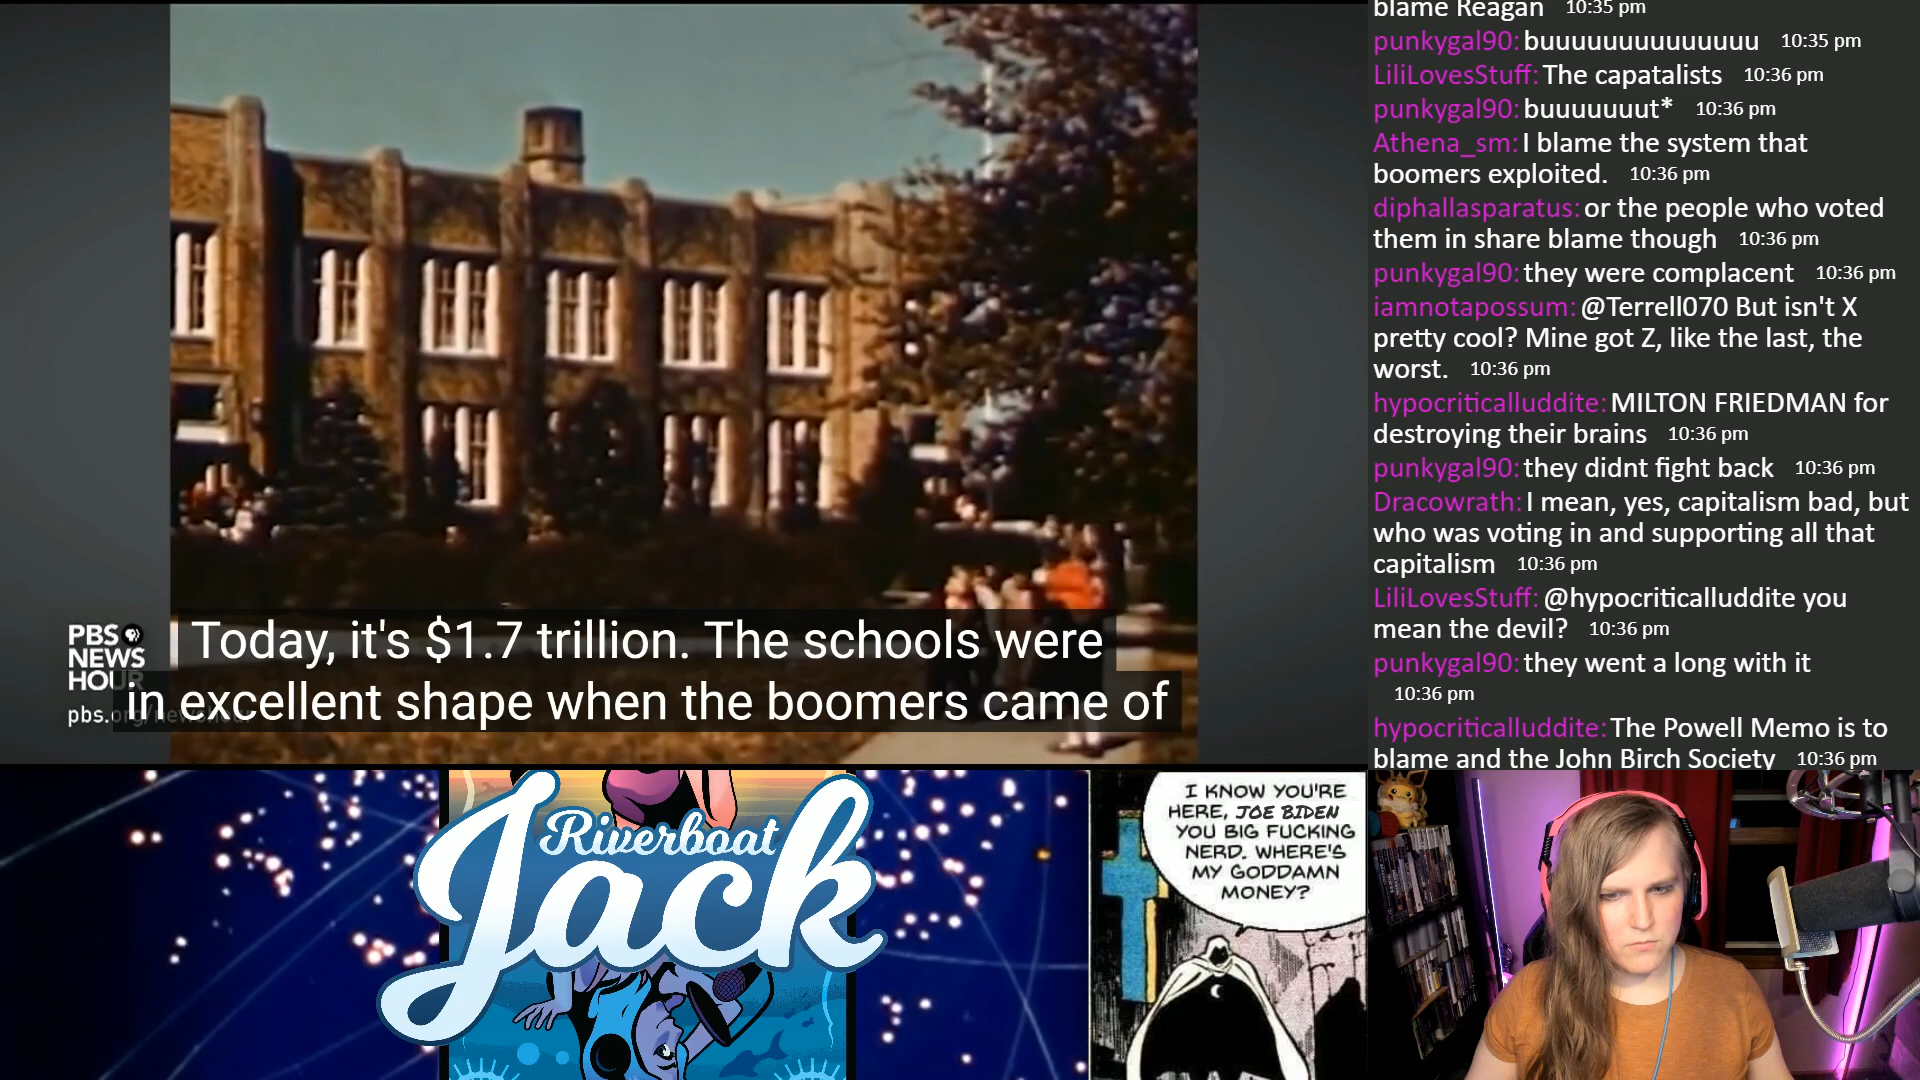 Today, it's $1.7 trillion. The schools were
in excellent shape when the boomers came of
PBS
NEWS
HOUR
pbs.org/newshour
blame Reagan 10:35 pm
punkygal90: buuuuuuuuuuuuuu 10:35 pm
LiliLovesStuff: The capatalists 10:36 pm
punkygal90: buuuuuuut* 10:36 pm
Athena_sm: I blame the system that
boomers exploited. 10:36 pm
diphallasparatus: or the people who voted
them in share blame though 10:36 pm
punkygal90: they were complacent 10:36 pm
iamnotapossum: @Terrell070 But isn't X
pretty cool? Mine got Z, like the last, the
worst. 10:36 pm
hypocriticalluddite: MILTON FRIEDMAN for
destroying their brains 10:36 pm
punkygal90: they didnt fight back 10:36 pm
Dracowrath: I mean, yes, capitalism bad, but
who was voting in and supporting all that
capitalism 10:36 pm
LiliLovesStuff: @hypocriticalluddite you
mean the devil? 10:36 pm
punkygal90: they went a long with it
10:36 pm
hypocriticalluddite: The Powell Memo is to
blame and the John Birch Society 10:36 pm
Riverboat
Jack
I KNOW YOU'RE
HERE, JOE BIDEN
YOU BIG FUCKING
NERD. WHERE'S
MY GODDAMN
MONEY?